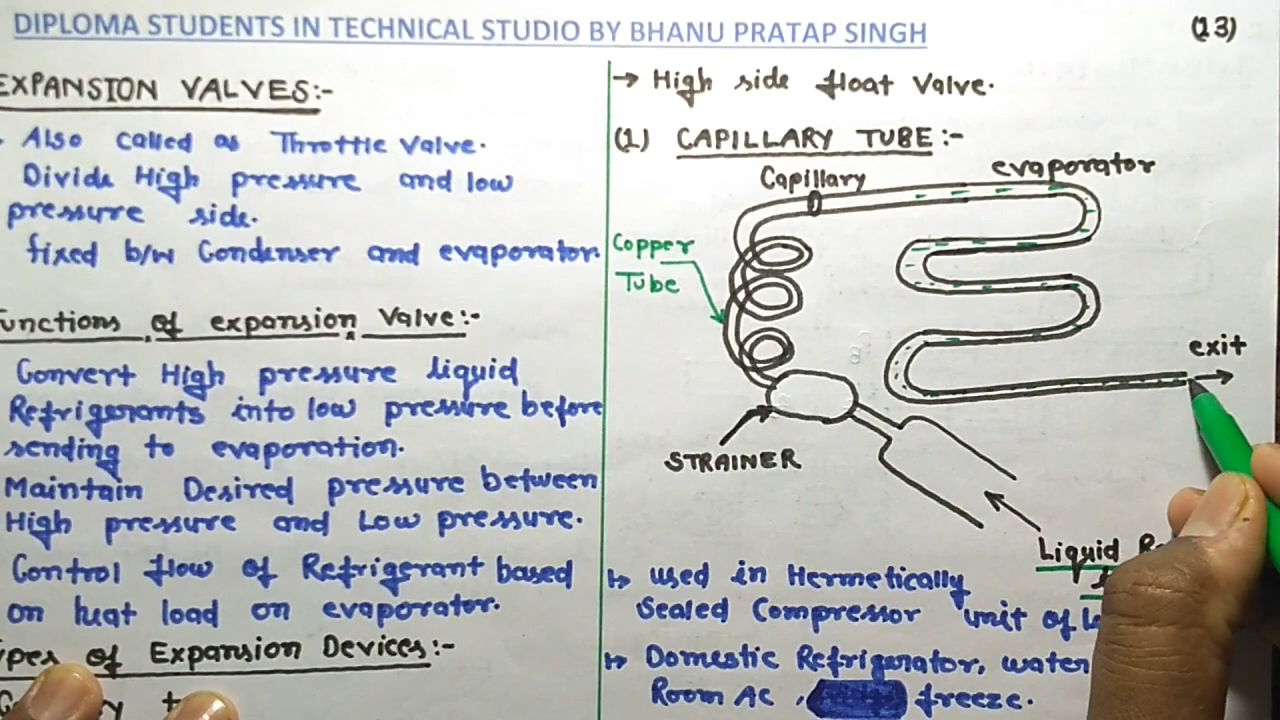 DIPLOMA STUDENTS IN TECHNICAL STUDIO BY BHANU PRATAP SINGH
(13)
EXPANSION VALVES:-
Also called as Throttle Valve.
Divide High pressure and low
pressure side.
fixed b/w Condenser and evaporator.
unctions of expansion Valve:-
Convert High pressure liquid
Refrigerants into low pressure before
sending to evaporation.
Maintain Desired pressure between
High pressure and Low pressure.
Control flow of Refrigerant based
on heat load on evaporator.
ypes of Expansion Devices:-
→ High side float Valve.
(1) CAPILLARY TUBE:-
evaporator
Capillary
Copper
Tube
exit
STRAINER
Liquid
used in Hermetically
Sealed Compressor unit of
Domestic Refrigerator, water
Room AC, freeze.